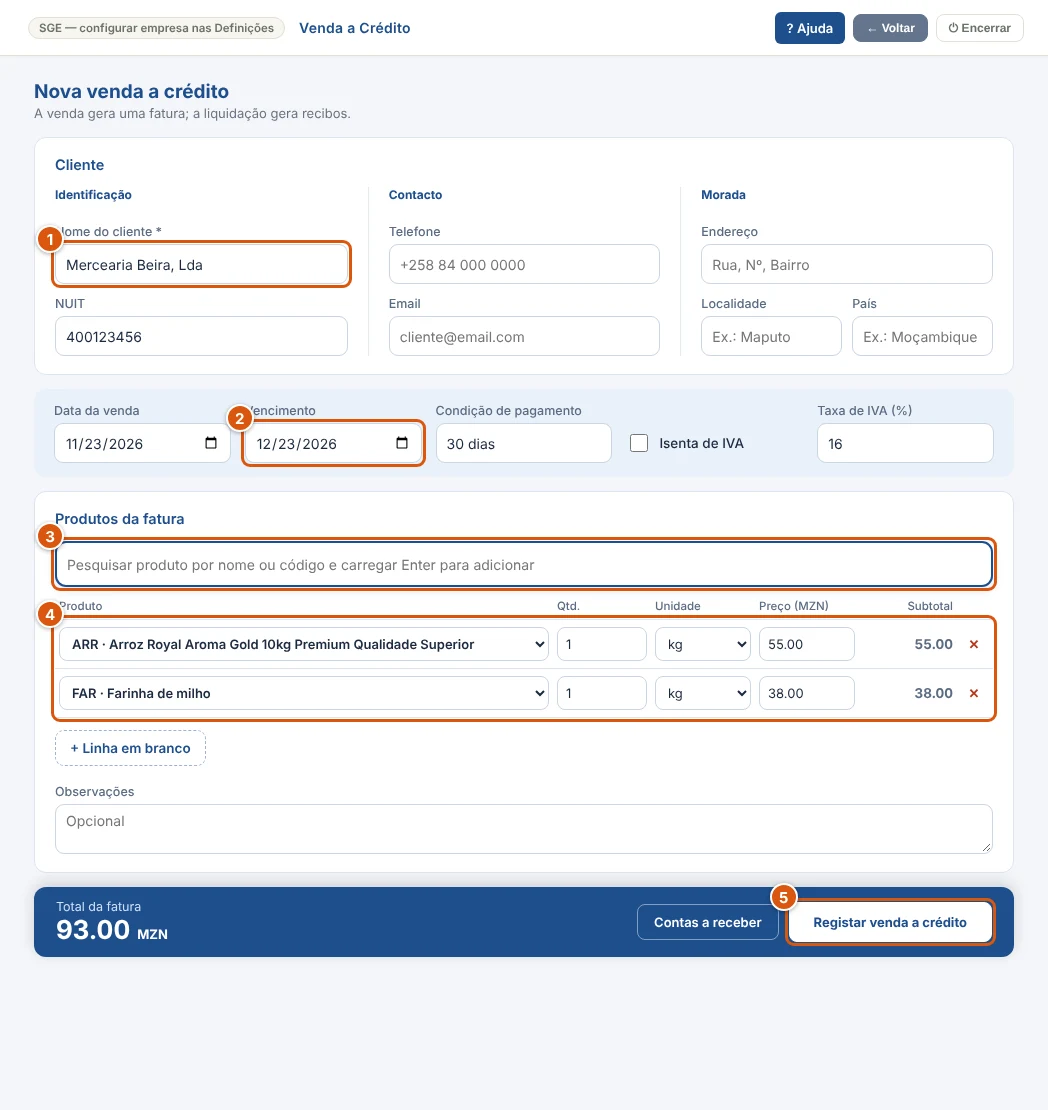 SGE — configurar empresa nas Definições
Venda a Crédito
? Ajuda
← Voltar
Encerrar
Nova venda a crédito
A venda gera uma fatura; a liquidação gera recibos.
Cliente
Identificação
1
ome do cliente *
Mercearia Beira, Lda
NUIT
400123456
Contacto
Telefone
+258 84 000 0000
Email
cliente@email.com
Morada
Endereço
Rua, Nº, Bairro
Localidade
País
Ex.: Maputo
Ex.: Moçambique
Data da venda
11/23/2026
2
encimento
12/23/2026
Condição de pagamento
30 dias
Isenta de IVA
Taxa de IVA (%)
16
Produtos da fatura
3
Pesquisar produto por nome ou código e carregar Enter para adicionar
4
Produto Qtd. Unidade Preço (MZN) Subtotal
ARR · Arroz Royal Aroma Gold 10kg Premium Qualidade Superior 1 kg 55.00 55.00 ×
FAR · Farinha de milho 1 kg 38.00 38.00 ×
+ Linha em branco
Observações
Opcional
Total da fatura
93.00 MZN
Contas a receber
5
Registar venda a crédito